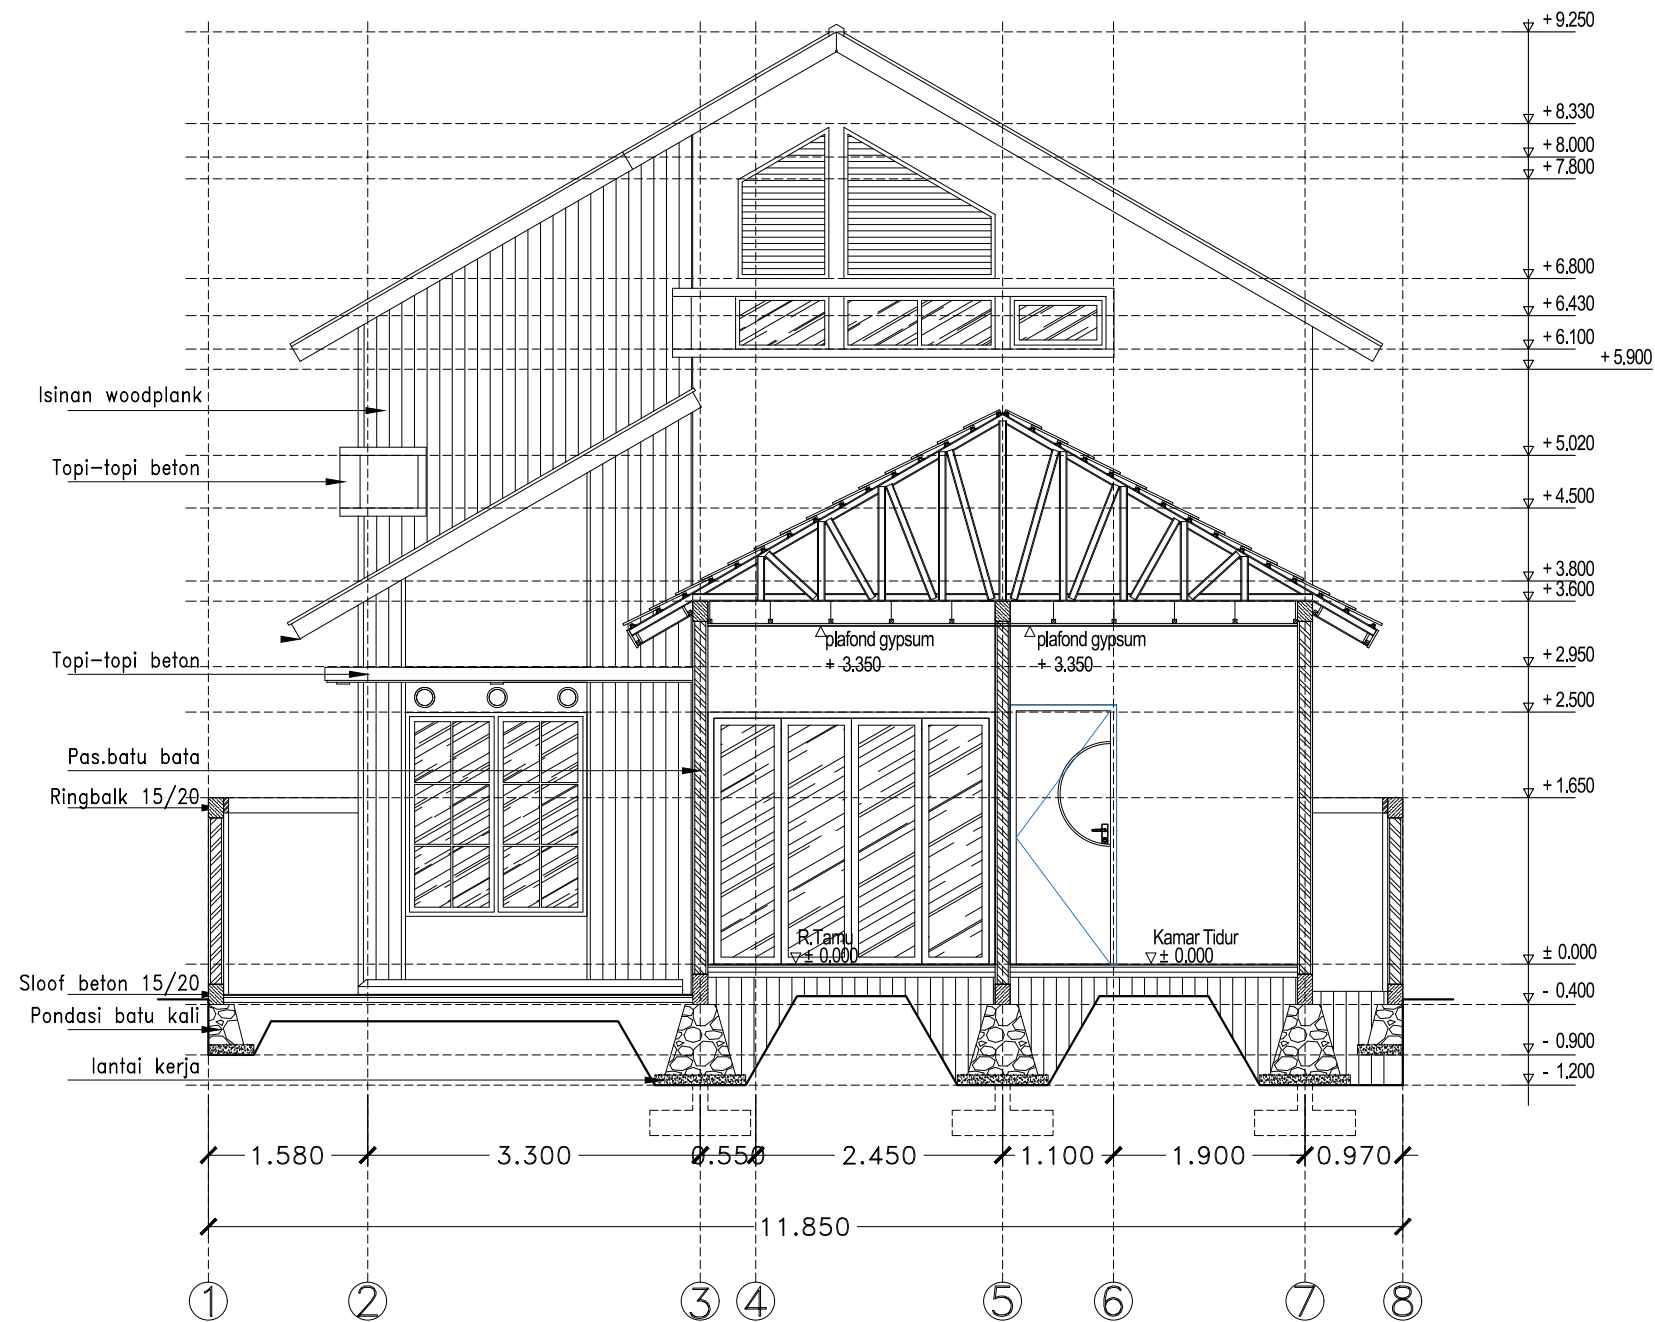 + 9.250
+ 8.330
+ 8.000
+ 7.800
+ 6.800
+ 6.430
+ 6.100
+ 5.900
Isinan woodplank
+ 5.020
Topi-topi beton
+ 4.500
+ 3.800
+ 3.600
plafond gypsum
+ 3.350
plafond gypsum
+ 3.350
Topi-topi beton
+ 2.950
+ 2.500
Pas.batu bata
Ringbalk 15/20
+ 1.650
R.Tamu
± 0.000
Kamar Tidur
± 0.000
± 0.000
Sloof beton 15/20
- 0.400
Pondasi batu kali
- 0.900
lantai kerja
- 1.200
1.580 3.300 0.550 2.450 1.100 1.900 0.970
11.850
1 2 3 4 5 6 7 8